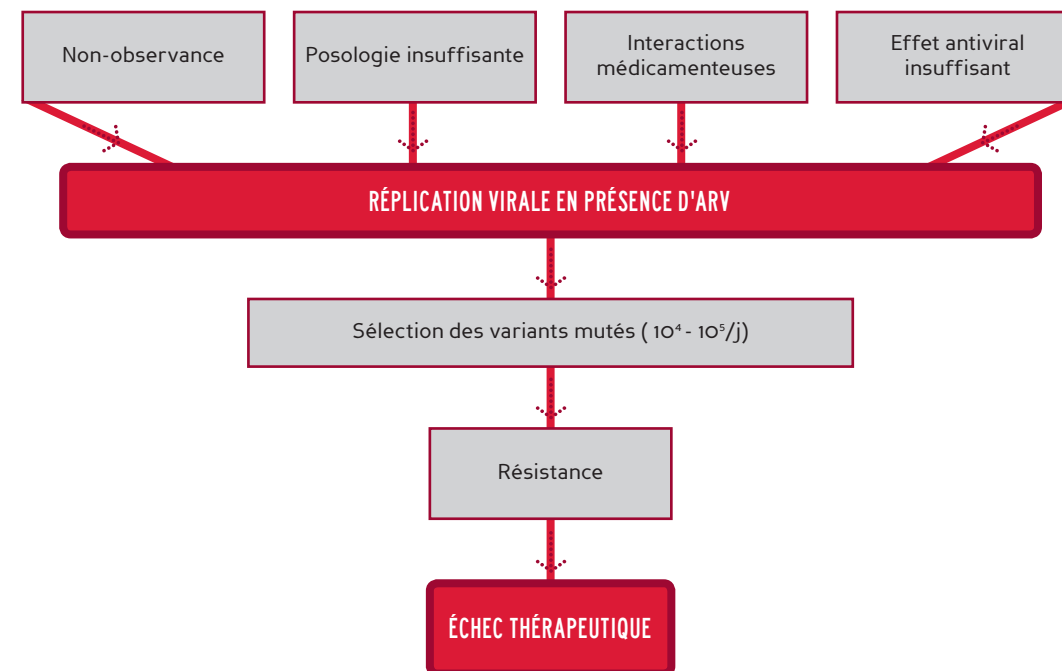 Non-observance
Posologie insuffisante
Interactions
médicamenteuses
Effet antiviral
insuffisant
RÉPLICATION VIRALE EN PRÉSENCE D'ARV
Sélection des variants mutés ( 10⁴ - 10⁵/j)
Résistance
ÉCHEC THÉRAPEUTIQUE